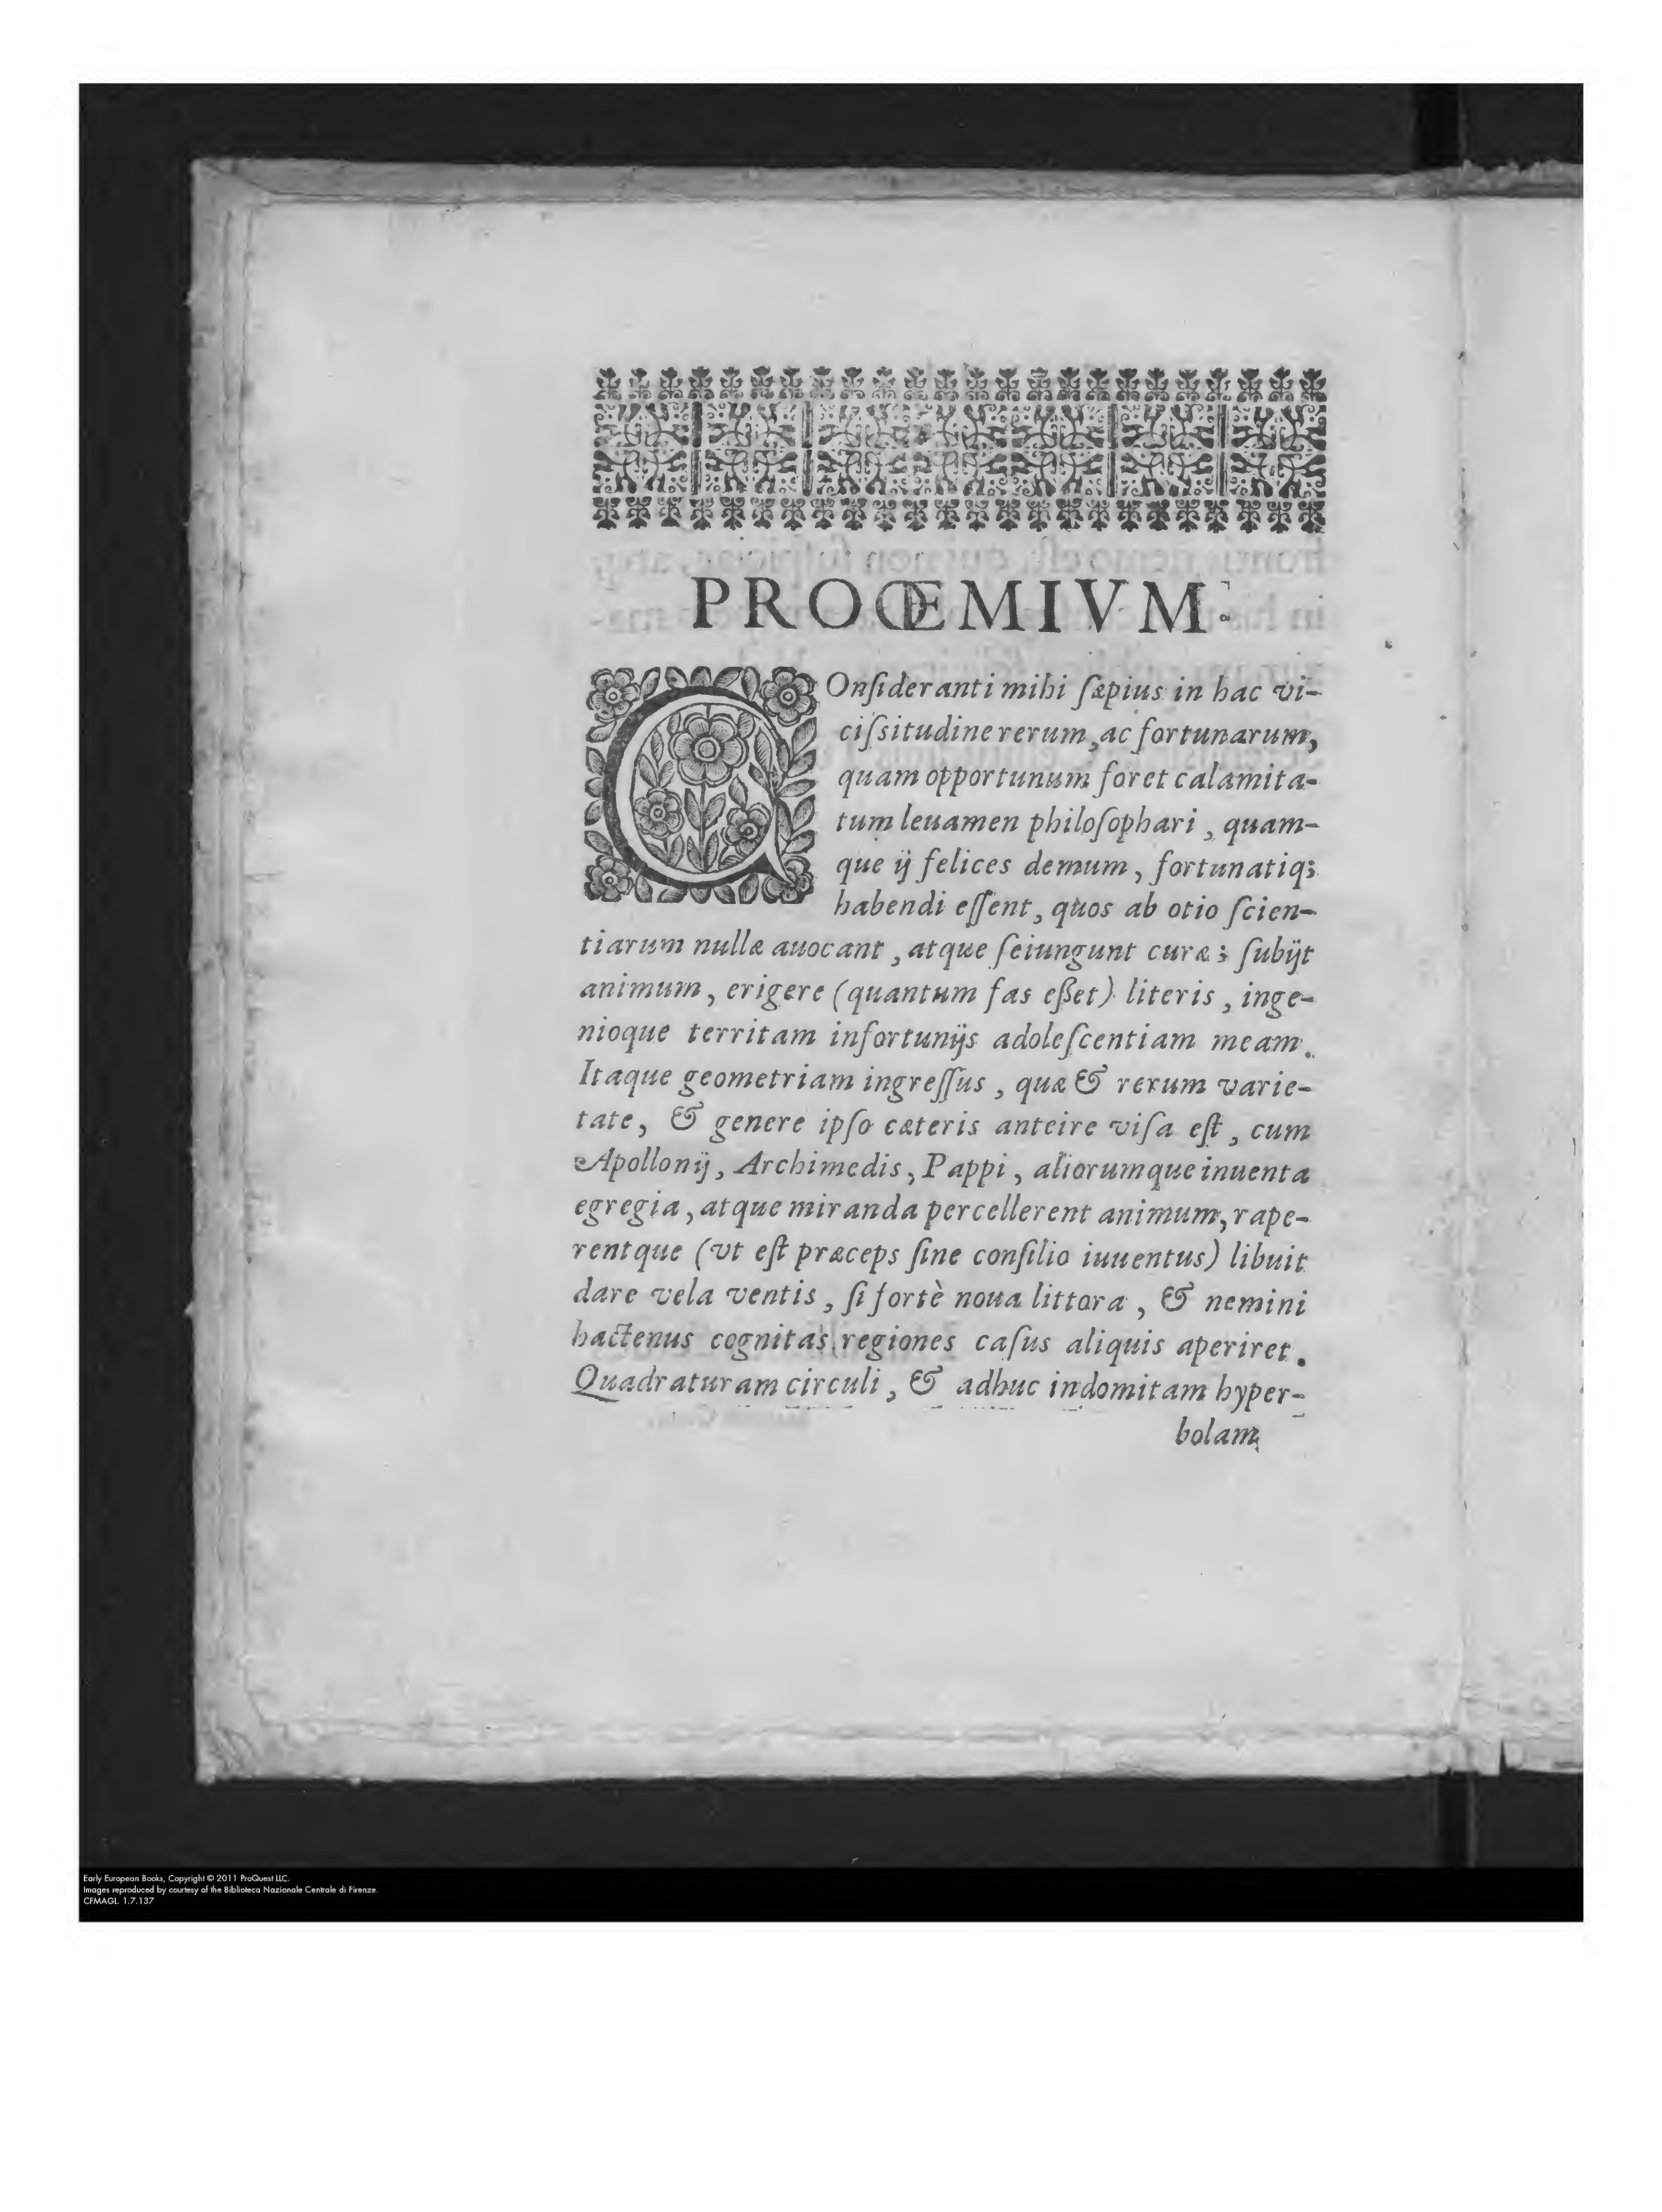 PROŒMIVM.
QOnſideranti mihi ſæpius in hac vi-
ciſsitudine rerum, ac fortunarum,
quam opportunum foret calamita-
tum leuamen philoſophari, quam-
que ij felices demum, fortunatiq;
habendi eſſent, quos ab otio ſcien-
tiarum nullæ auocant, atque ſeiungunt curæ; ſubijt
animum, erigere (quantum fas eßet) literis, inge-
nioque territam infortunijs adoleſcentiam meam.
Itaque geometriam ingreſſus, quæ & rerum varie-
tate, & genere ipſo cæteris anteire viſa eſt, cum
Apollonij, Archimedis, Pappi, aliorumque inuenta
egregia, atque miranda percellerent animum, rape-
rentque (vt eſt præceps ſine conſilio iuuentus) libuit
dare vela ventis, ſi fortè noua littora, & nemini
hactenus cognitas regiones caſus aliquis aperiret.
Quadraturam circuli, & adhuc indomitam hyper-
bolam
Early European Books, Copyright © 2011 ProQuest LLC.
Images reproduced by courtesy of the Biblioteca Nazionale Centrale di Firenze.
CFMAGL 1.7.137